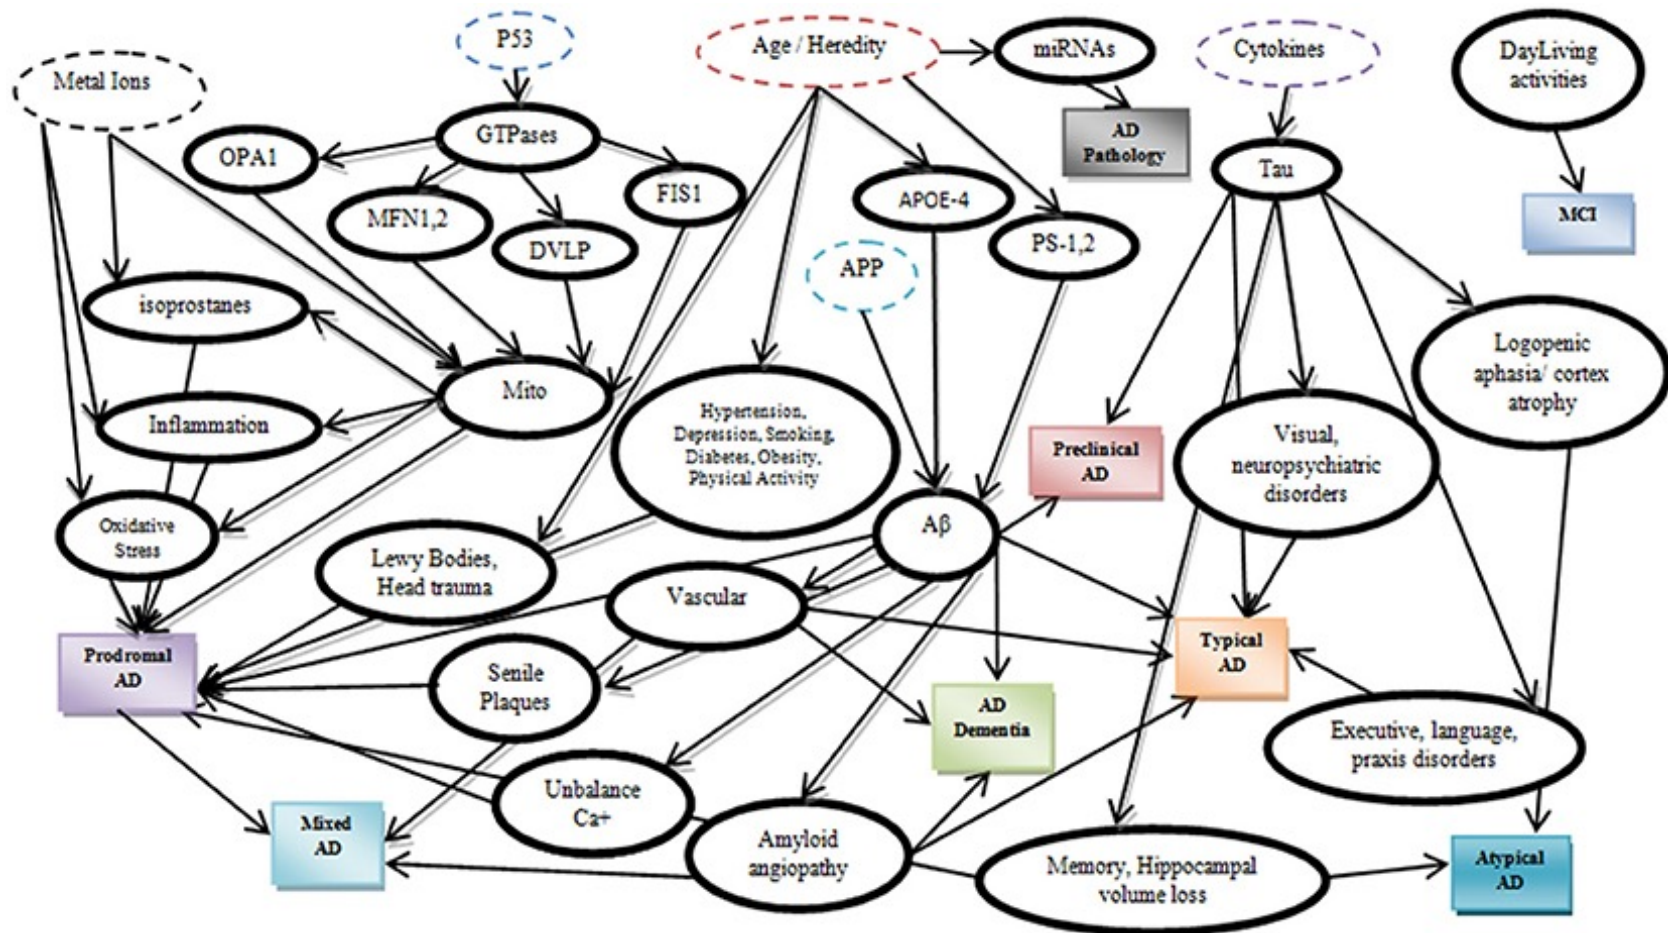 P53
Age / Heredity
miRNAs
Cytokines
DayLiving
activities
Metal Ions
GTPases
AD
Pathology
OPA1
Tau
FIS1
APOE-4
MFN1,2
MCI
DVLP
PS-1,2
APP
isoprostanes
Logopenic
aphasia/ cortex
atrophy
Mito
Hypertension,
Depression, Smoking,
Diabetes, Obesity,
Physical Activity
Inflammation
Visual,
neuropsychiatric
disorders
Preclinical
AD
Oxidative
Stress
Aβ
Lewy Bodies,
Head trauma
Vascular
Prodromal
AD
Typical
AD
Senile
Plaques
AD
Dementia
Executive, language,
praxis disorders
Unbalance
Ca+
Mixed
AD
Amyloid
angiopathy
Memory, Hippocampal
volume loss
Atypical
AD